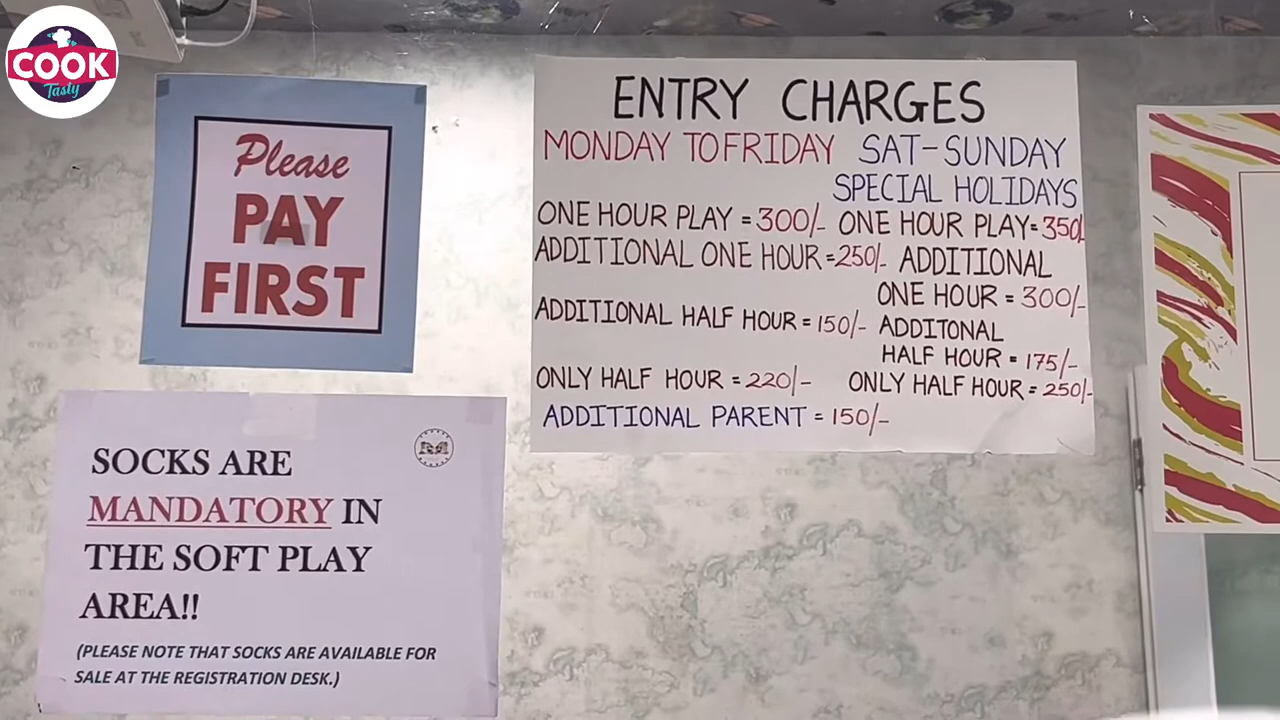 COOK
Tasty
Please
PAY
FIRST
ENTRY CHARGES
MONDAY TO FRIDAY SAT-SUNDAY
SPECIAL HOLIDAYS
ONE HOUR PLAY = 300/- ONE HOUR PLAY = 350/
ADDITIONAL ONE HOUR = 250/- ADDITIONAL
ONE HOUR = 300/-
ADDITIONAL HALF HOUR = 150/- ADDITONAL
HALF HOUR = 175/-
ONLY HALF HOUR = 220/- ONLY HALF HOUR = 250/-
ADDITIONAL PARENT = 150/-
SOCKS ARE
MANDATORY IN
THE SOFT PLAY
AREA!!
(PLEASE NOTE THAT SOCKS ARE AVAILABLE FOR
SALE AT THE REGISTRATION DESK.)